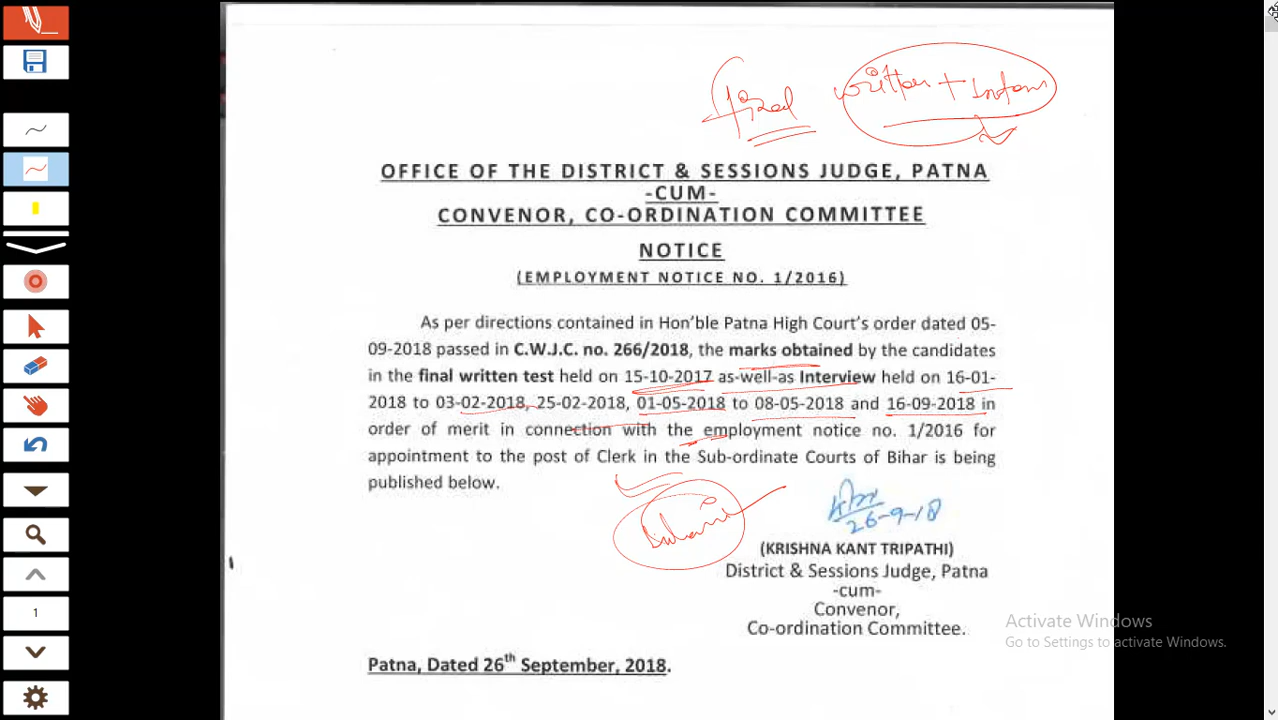 written +
OFFICE OF THE DISTRICT & SESSIONS JUDGE, PATNA
-CUM-
CONVENOR, CO-ORDINATION COMMITTEE
NOTICE
(EMPLOYMENT NOTICE NO. 1/2016)
As per directions contained in Hon'ble Patna High Court's order dated 05-
09-2018 passed in C.W.J.C. no. 266/2018, the marks obtained by the candidates
in the final written test held on 15-10-2017 as-well-as Interview held on 16-01-
2018 to 03-02-2018, 25-02-2018, 01-05-2018 to 08-05-2018 and 16-09-2018 in
order of merit in connection with the employment notice no. 1/2016 for
appointment to the post of Clerk in the Sub-ordinate Courts of Bihar is being
published below.
26-9-18
(KRISHNA KANT TRIPATHI)
District & Sessions Judge, Patna
-cum-
Convenor,
Co-ordination Committee.
Patna, Dated 26th September, 2018.
1
Activate Windows
Go to Settings to activate Windows.